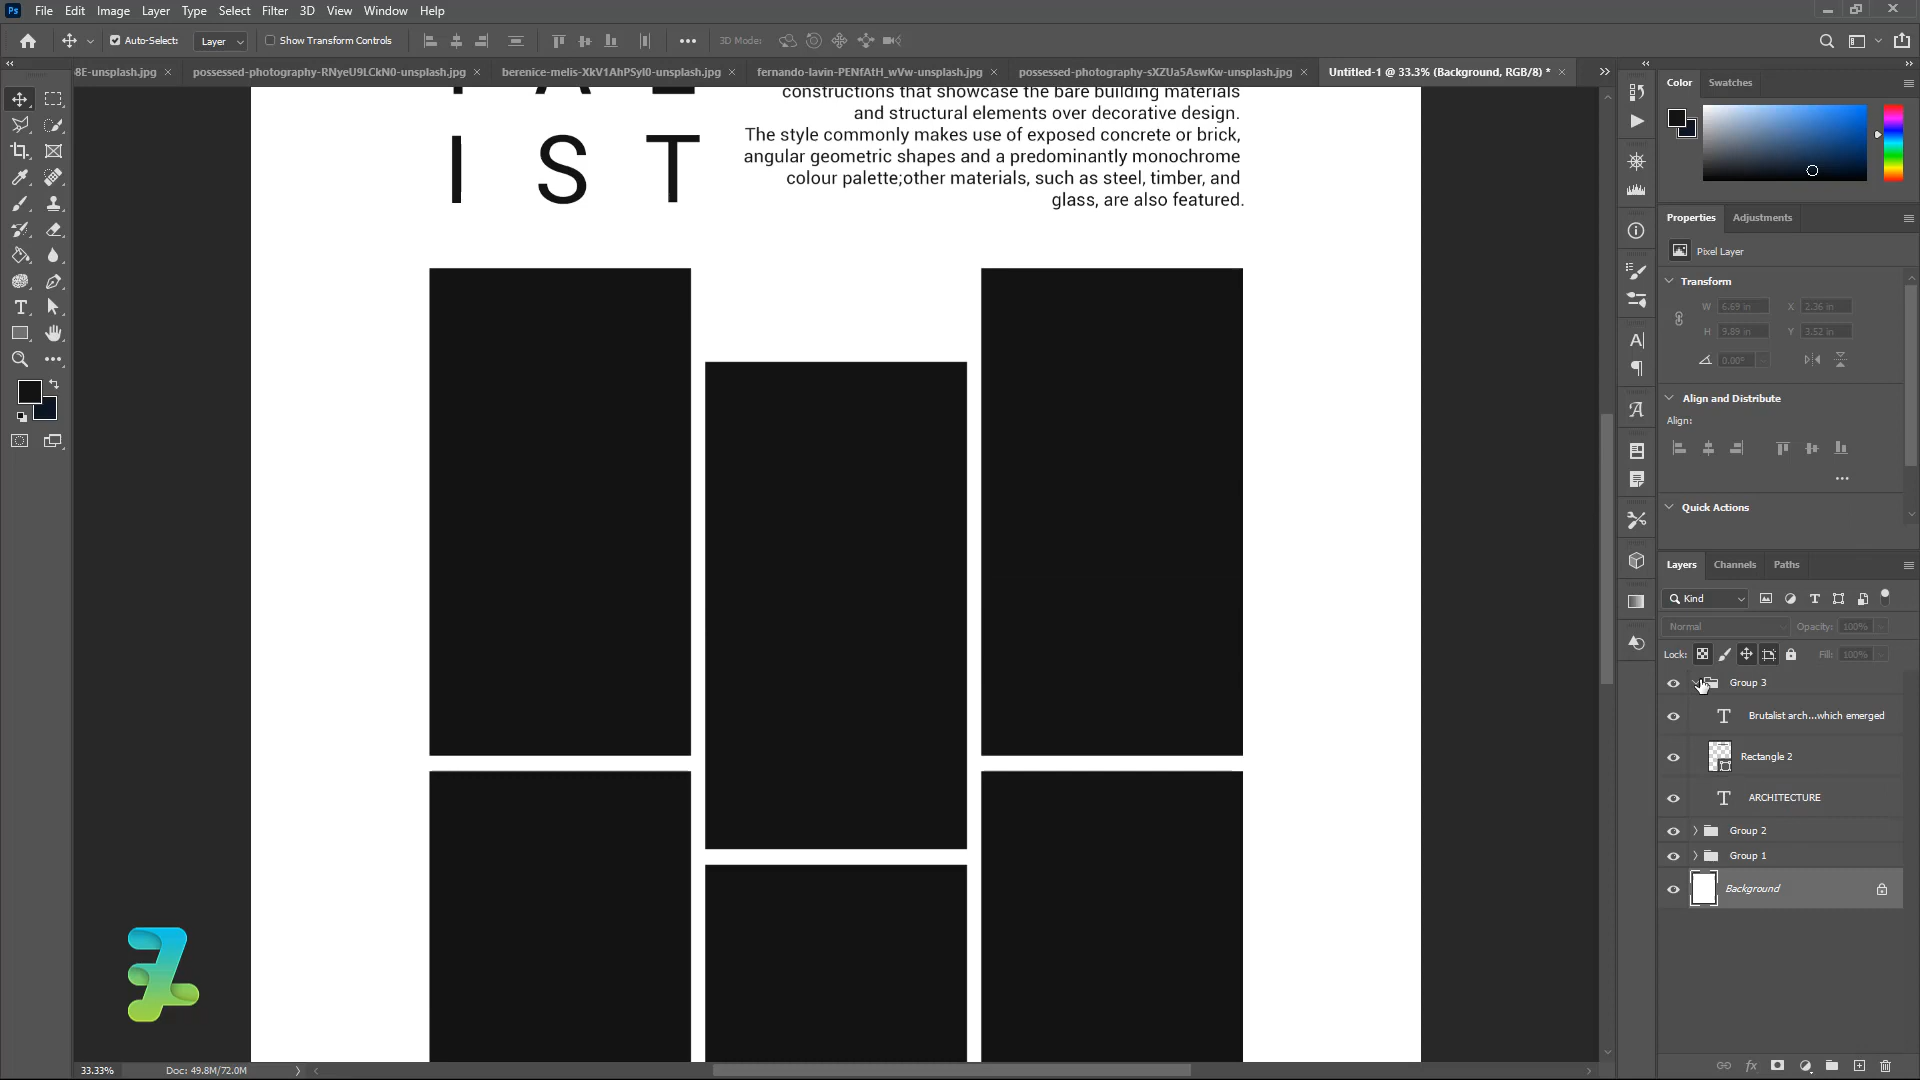 Ps File Edit Image Layer Type Select Filter 3D View Window Help
Auto-Select: Layer Show Transform Controls 3D Mode:
8E-unsplash.jpg × possessed-photography-RNyeU9LCkN0-unsplash.jpg × berenice-melis-XkV1AhPSyI0-unsplash.jpg × fernando-lavin-PENfAtH_wVw-unsplash.jpg × possessed-photography-sXZUa5AswKw-unsplash.jpg × Untitled-1 @ 33.3% (Background, RGB/8) * ×
constructions that showcase the bare building materials
and structural elements over decorative design.
The style commonly makes use of exposed concrete or brick,
angular geometric shapes and a predominantly monochrome
colour palette;other materials, such as steel, timber, and
glass, are also featured.
I S T
Color Swatches
Properties Adjustments
Pixel Layer
Transform
W 6.69 in X 2.36 in
H 9.89 in Y 3.52 in
0.00°
Align and Distribute
Align:
Quick Actions
Layers Channels Paths
Kind
Normal Opacity: 100%
Lock: Fill: 100%
Group 3
Brutalist arch...which emerged
Rectangle 2
ARCHITECTURE
Group 2
Group 1
Background
33.33% Doc: 49.8M/72.0M